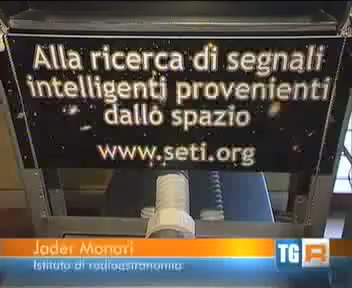 Alla ricerca di segnali
intelligenti provenienti
dallo spazio
www.seti.org
Jader Monari
Istituto di radioastronomia
TG R